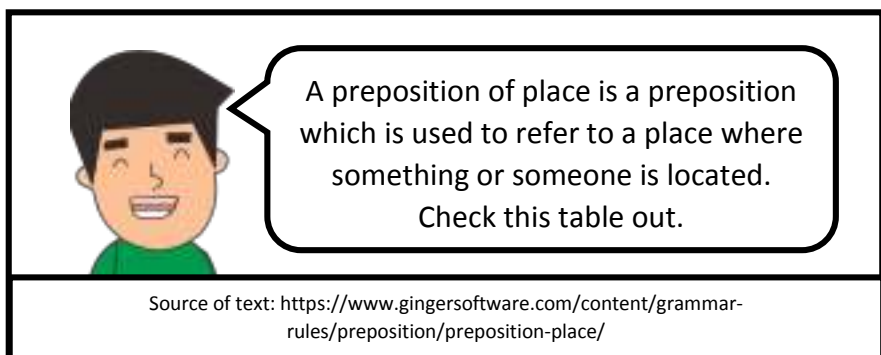 A preposition of place is a preposition
which is used to refer to a place where
something or someone is located.
Check this table out.
Source of text: https://www.gingersoftware.com/content/grammar-
rules/preposition/preposition-place/